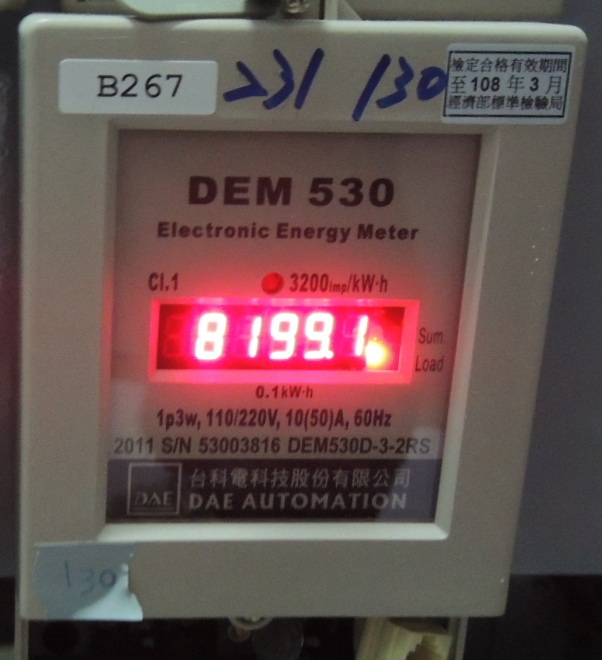 B267
231 130
檢定合格有效期間
至 108 年 3 月
經濟部標準檢驗局
DEM 530
Electronic Energy Meter
Cl.1 3200imp/kW·h
8199.1
Sum
Load
0.1kW·h
1p3w, 110/220V, 10(50)A, 60Hz
2011 S/N 53003816 DEM530D-3-2RS
DAE
台科電科技股份有限公司
DAE AUTOMATION
130